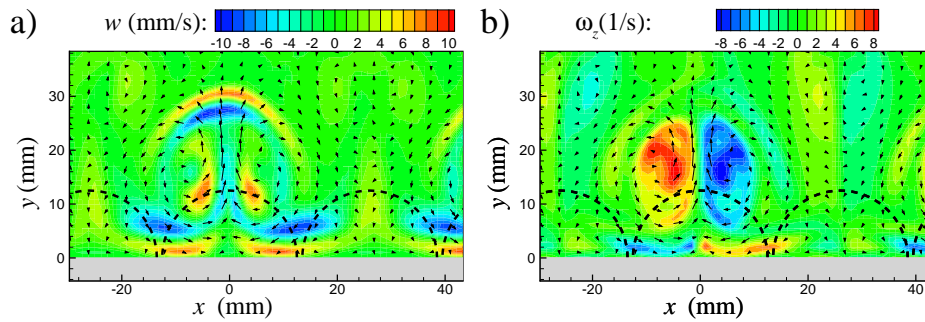 a) w (mm/s): b) ω_z(1/s):
-10 -8 -6 -4 -2 0 2 4 6 8 10 -8 -6 -4 -2 0 2 4 6 8
30 30
20 20
10 10
0 0
y (mm) y (mm)
-20 0 20 40 -20 0 20 40
x (mm) x (mm)